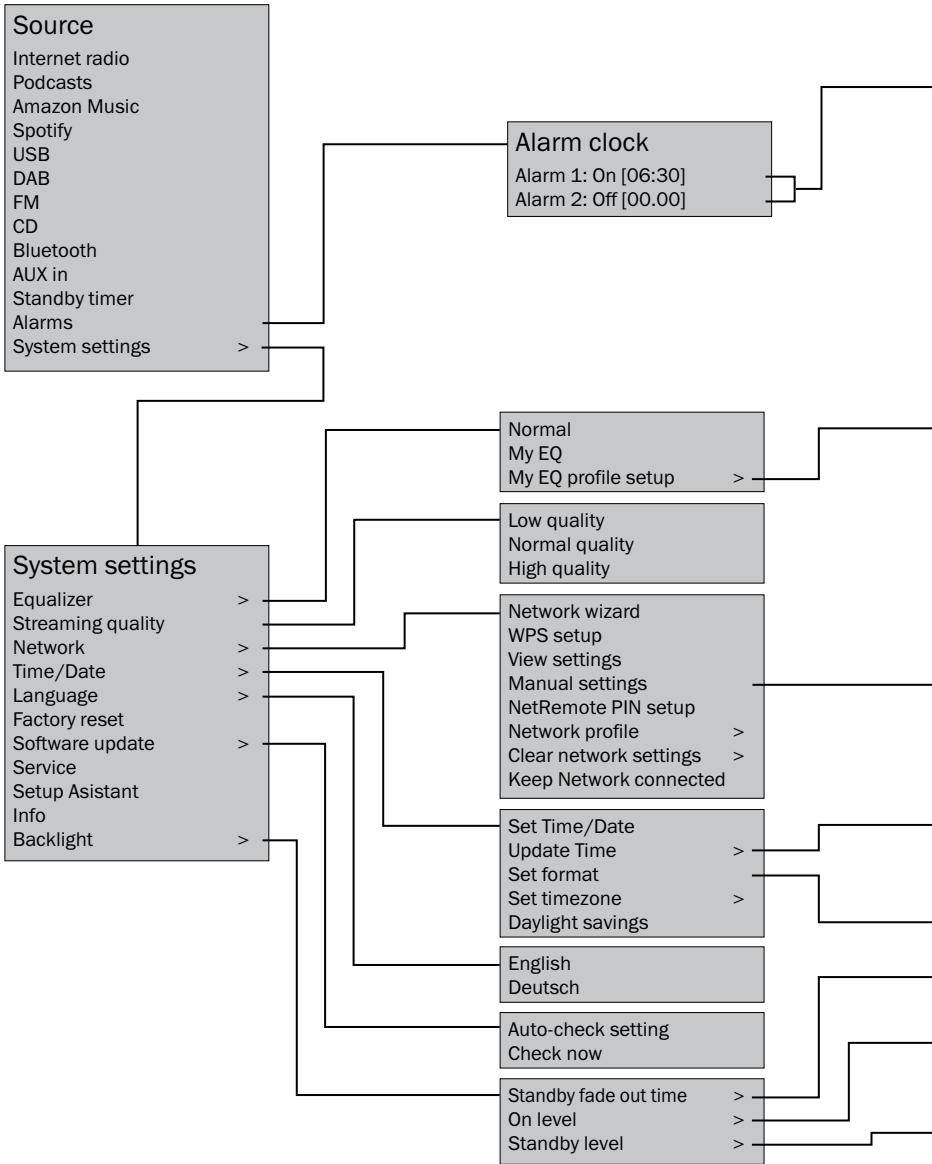 Source
Internet radio
Podcasts
Amazon Music
Spotify
USB
DAB
FM
CD
Bluetooth
AUX in
Standby timer
Alarms
System settings >
Alarm clock
Alarm 1: On [06:30]
Alarm 2: Off [00.00]
System settings
Equalizer >
Streaming quality
Network >
Time/Date >
Language >
Factory reset
Software update >
Service
Setup Asistant
Info
Backlight >
Normal
My EQ
My EQ profile setup >
Low quality
Normal quality
High quality
Network wizard
WPS setup
View settings
Manual settings
NetRemote PIN setup
Network profile >
Clear network settings >
Keep Network connected
Set Time/Date
Update Time >
Set format
Set timezone >
Daylight savings
English
Deutsch
Auto-check setting
Check now
Standby fade out time >
On level >
Standby level >